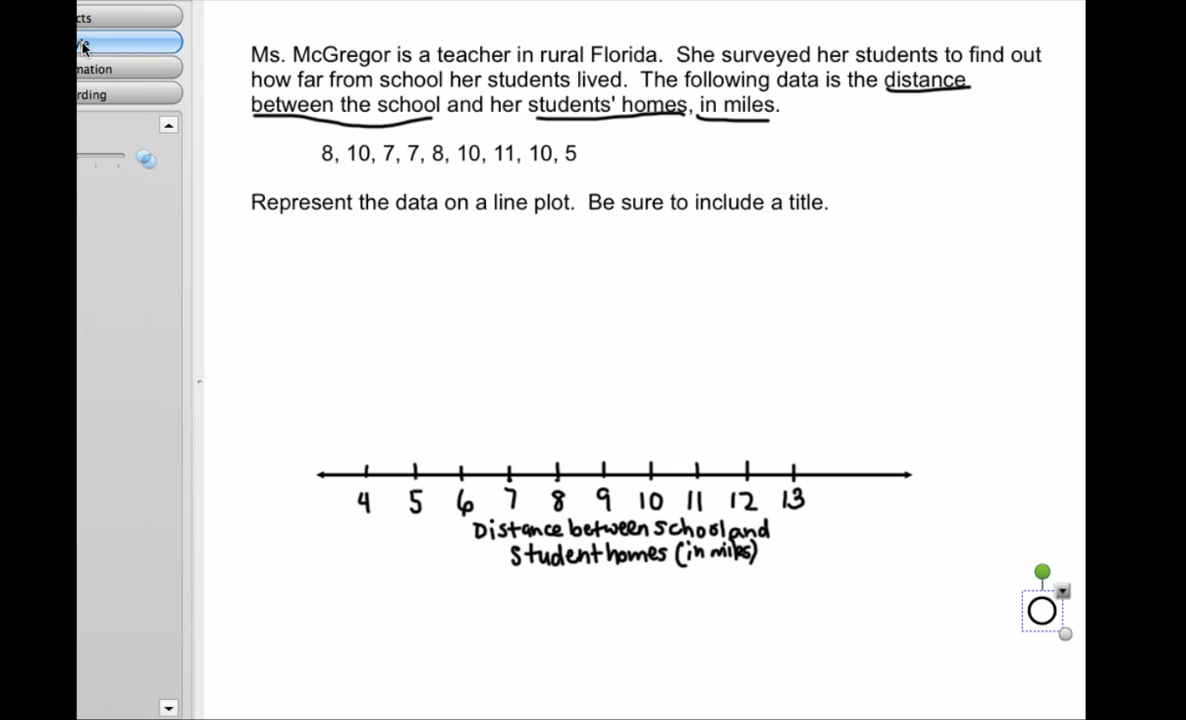 cts
mation
rding
Ms. McGregor is a teacher in rural Florida. She surveyed her students to find out
how far from school her students lived. The following data is the distance
between the school and her students' homes, in miles.
8, 10, 7, 7, 8, 10, 11, 10, 5
Represent the data on a line plot. Be sure to include a title.
4 5 6 7 8 9 10 11 12 13
Distance between school and
Student homes (in miles)